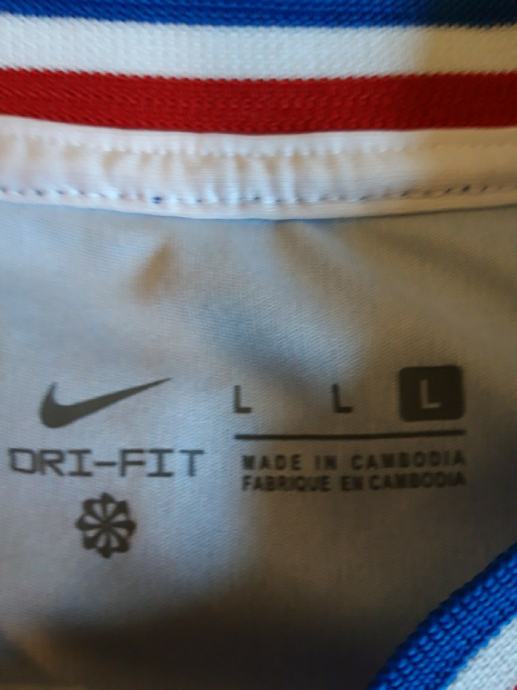 L L L
DRI-FIT
MADE IN CAMBODIA
FABRIQUE EN CAMBODIA